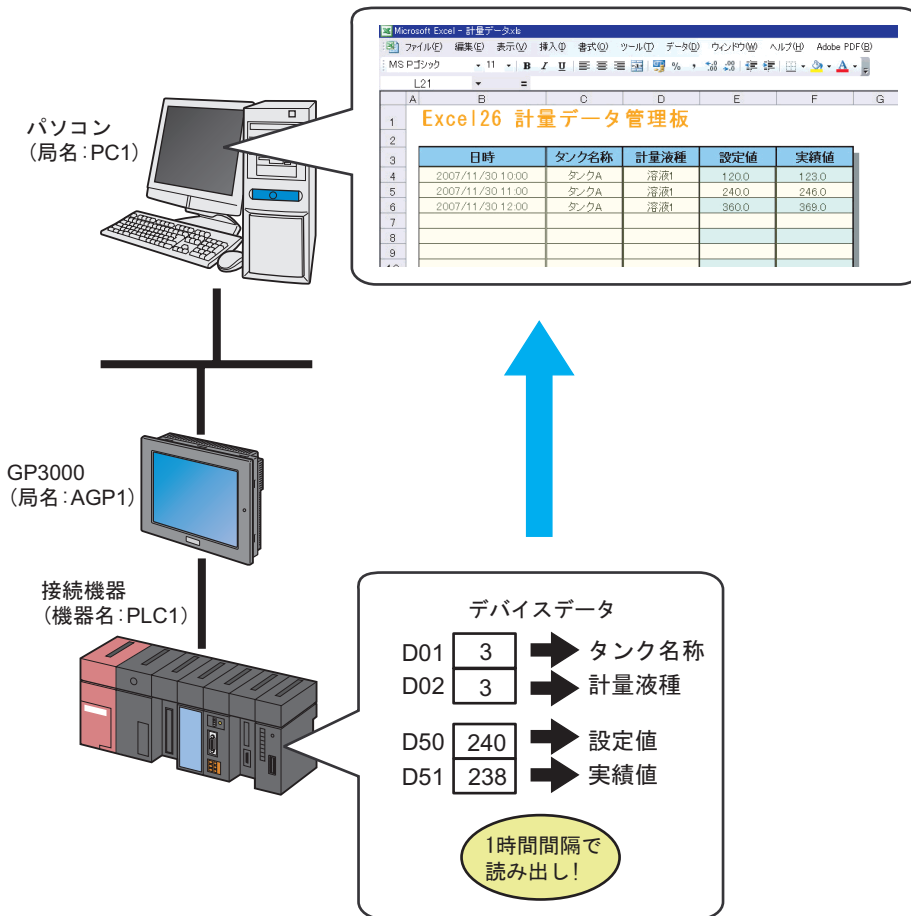 Microsoft Excel - 計量データ.xls
ファイル(F) 編集(E) 表示(V) 挿入(I) 書式(O) ツール(T) データ(D) ウィンドウ(W) ヘルプ(H) Adobe PDF(B)
MS Pゴシック 11 B I U % ,
L21 =
A B C D E F G
1 Excel26 計量データ管理板
2
3 日時 タンク名称 計量液種 設定値 実績値
4 2007/11/30 10:00 タンクA 溶液1 120.0 123.0
5 2007/11/30 11:00 タンクA 溶液1 240.0 246.0
6 2007/11/30 12:00 タンクA 溶液1 360.0 369.0
7
8
9
パソコン
(局名:PC1)
GP3000
(局名:AGP1)
接続機器
(機器名:PLC1)
デバイスデータ
D01 3 タンク名称
D02 3 計量液種
D50 240 設定値
D51 238 実績値
1時間間隔で
読み出し!